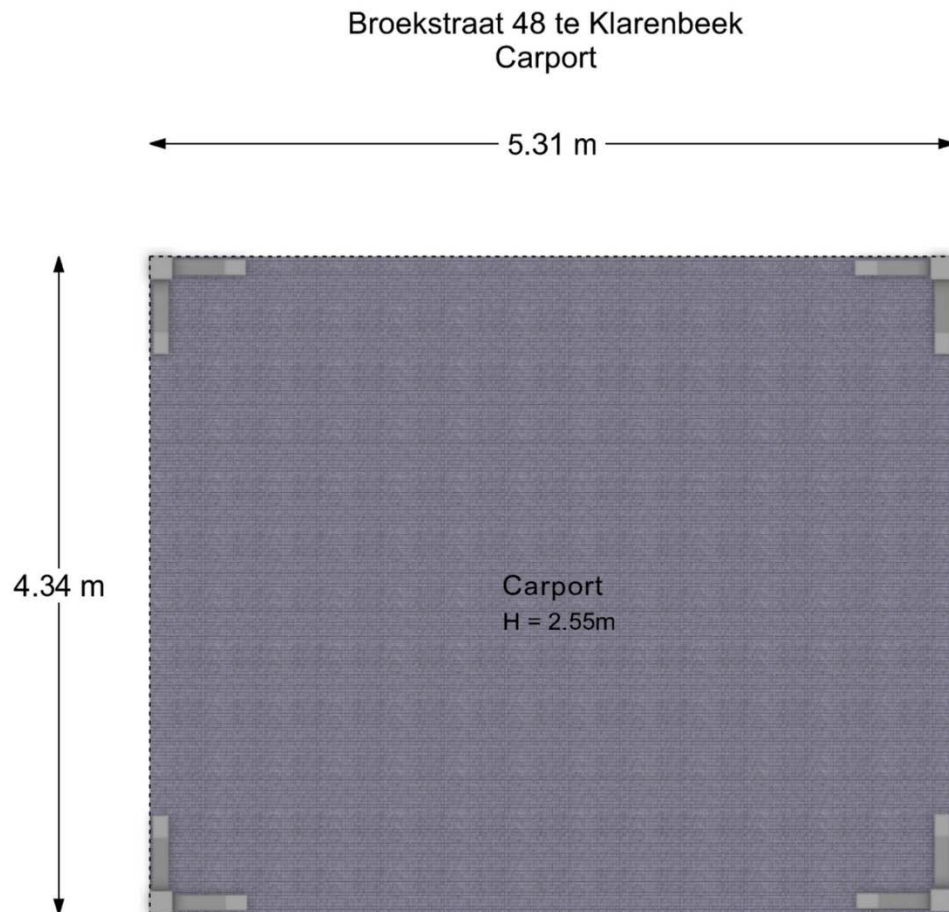 Broekstraat 48 te Klarenbeek
Carport
5.31 m
4.34 m
Carport
H = 2.55m